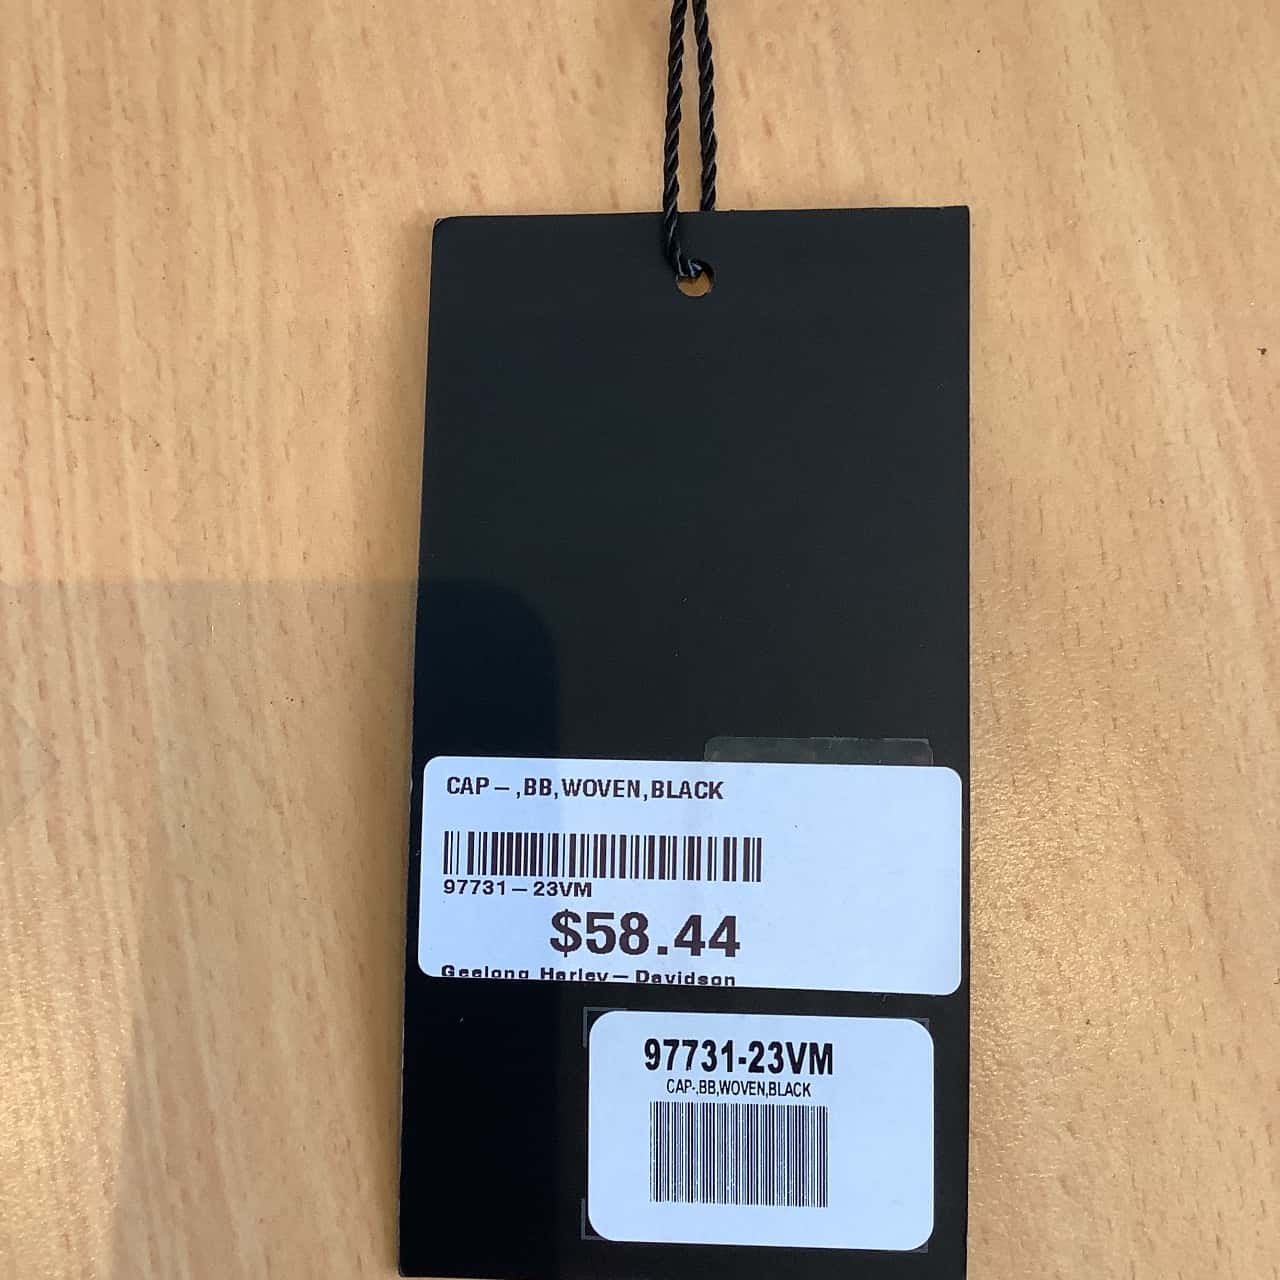 CAP-,BB,WOVEN,BLACK
97731-23VM
$58.44
Geelong Harley-Davidson
97731-23VM
CAP-,BB,WOVEN,BLACK